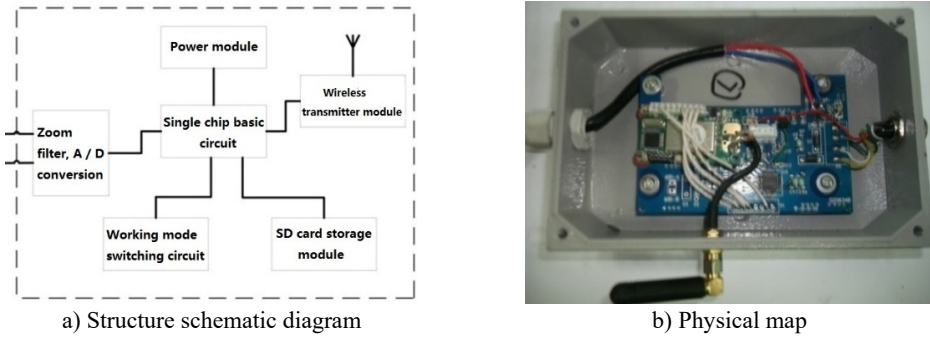 Power module
Wireless
transmitter module
Single chip basic
circuit
Zoom
filter, A / D
conversion
Working mode
switching circuit
SD card storage
module
L
a) Structure schematic diagram
b) Physical map